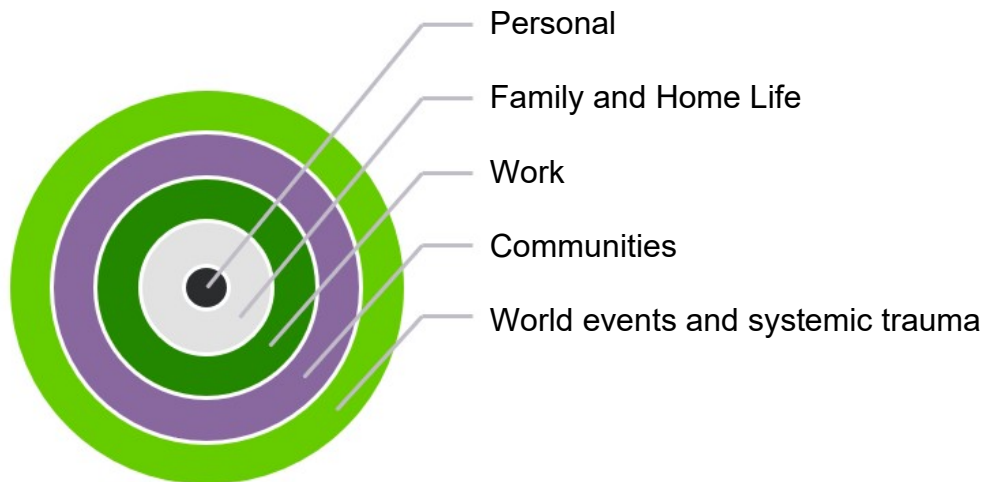 Personal
Family and Home Life
Work
Communities
World events and systemic trauma